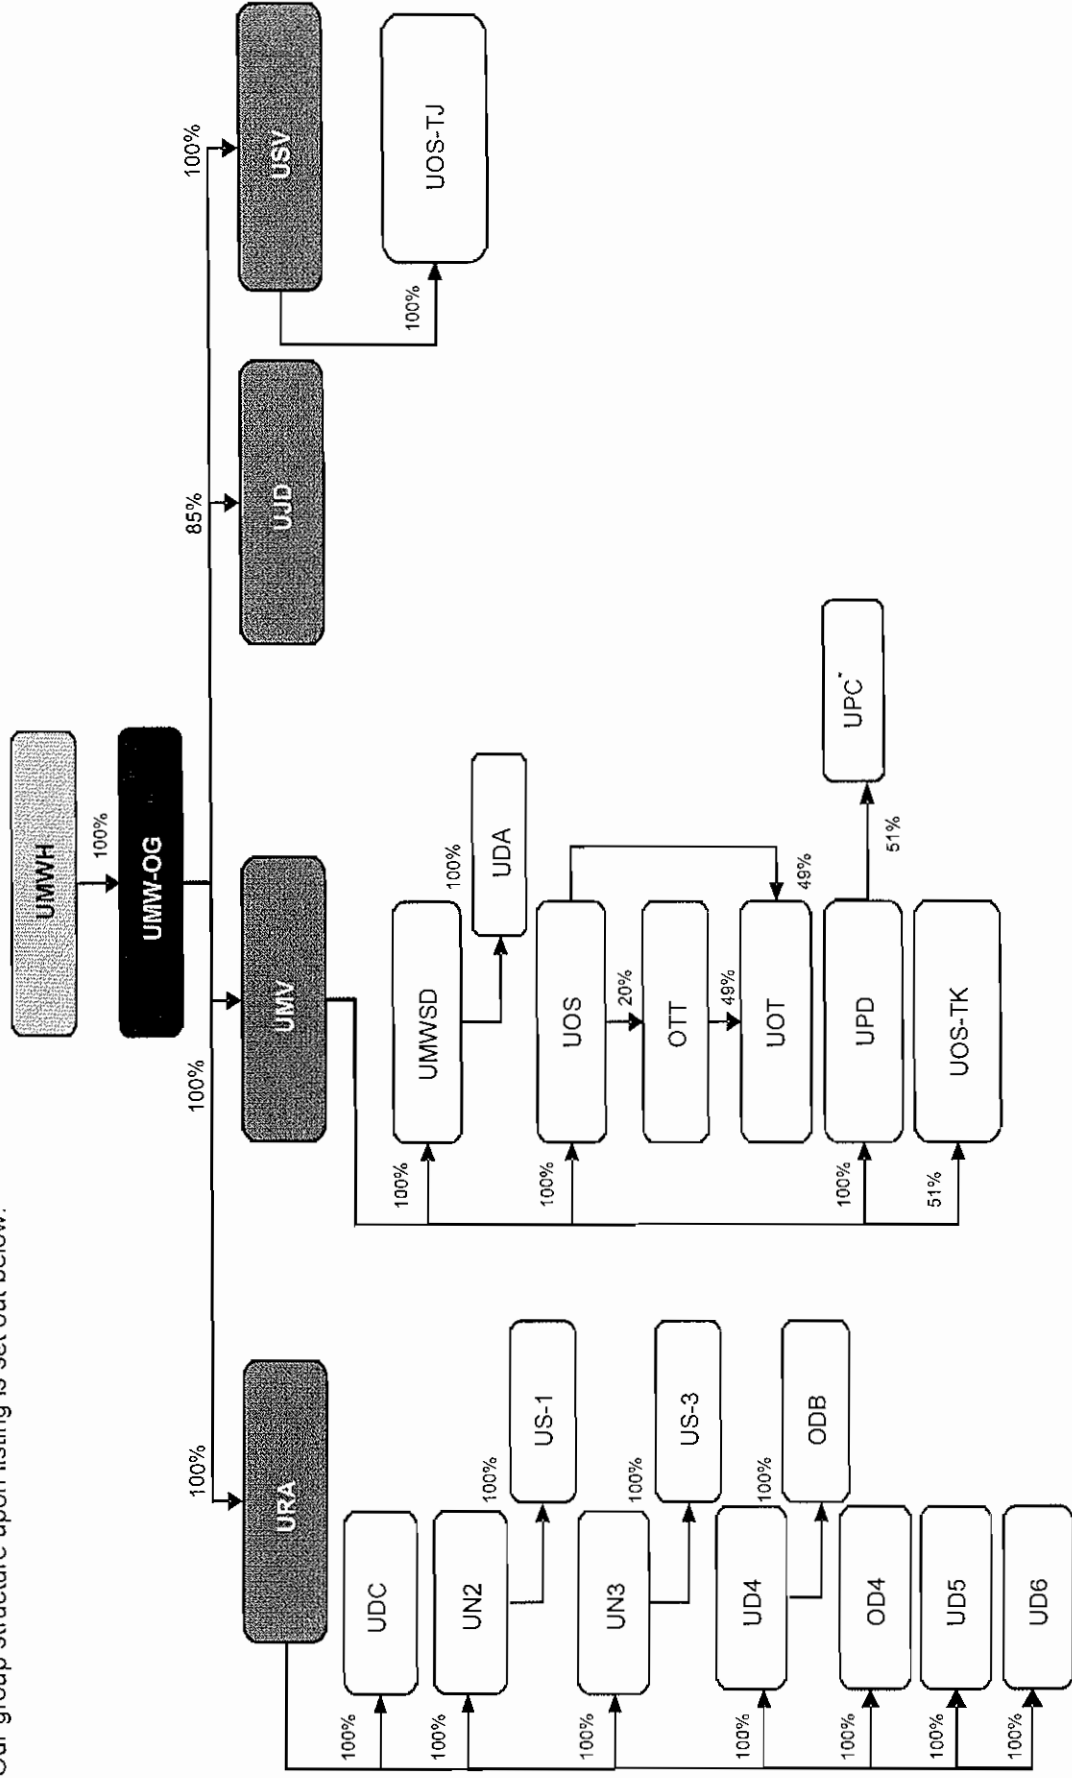 Our group structure upon listing is set out below:
UMWH
100%
UMW-OG
100%
100%
85%
100%
URA
UMV
UJD
USV
100%
UDC
100%
UN2
100%
US-1
100%
UN3
100%
US-3
100%
UD4
100%
ODB
100%
OD4
100%
UD5
100%
UD6
100%
UMWSD
100%
UDA
100%
UOS
20%
OTT
49%
UOT
49%
100%
UPD
51%
UPC*
51%
UOS-TK
100%
UOS-TJ